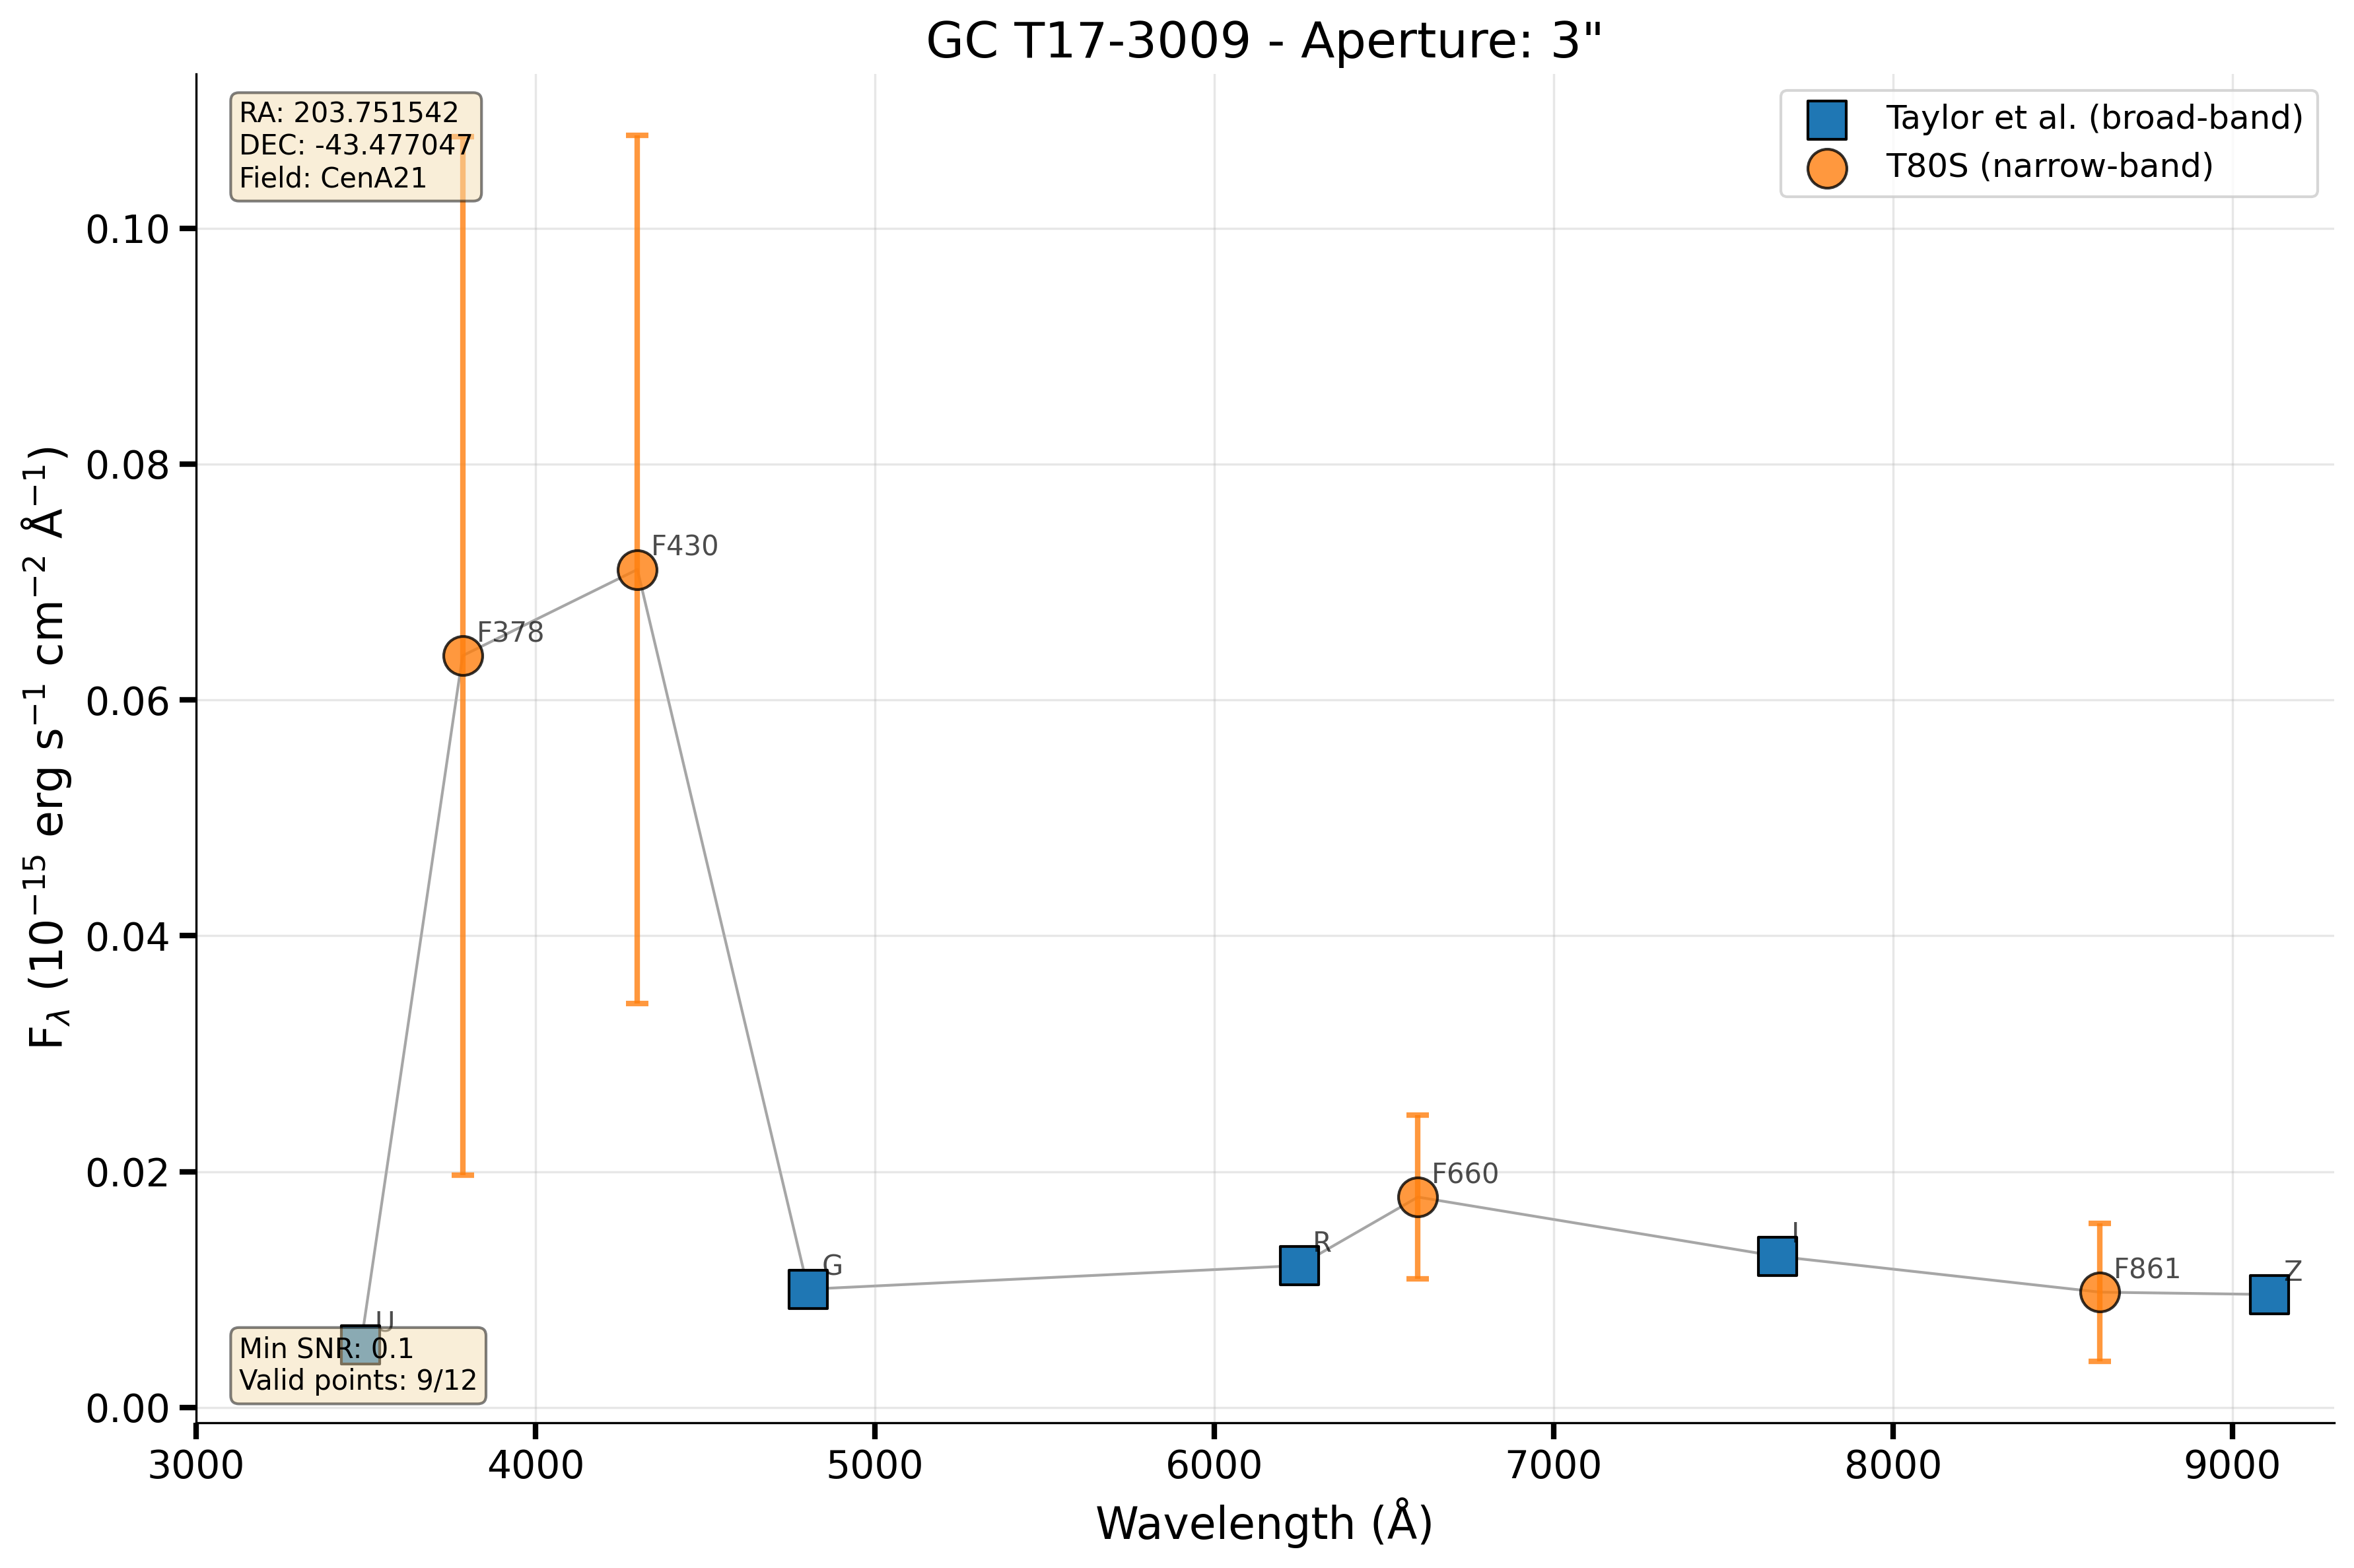 GC T17-3009 - Aperture: 3"
RA: 203.751542
DEC: -43.477047
Field: CenA21
Taylor et al. (broad-band)
T80S (narrow-band)
0.10
0.08
0.06
0.04
0.02
0.00
F_λ (10⁻¹⁵ erg s⁻¹ cm⁻² Å⁻¹)
F430
F378
F660
R
I
G
F861
Z
U
Min SNR: 0.1
Valid points: 9/12
3000 4000 5000 6000 7000 8000 9000
Wavelength (Å)